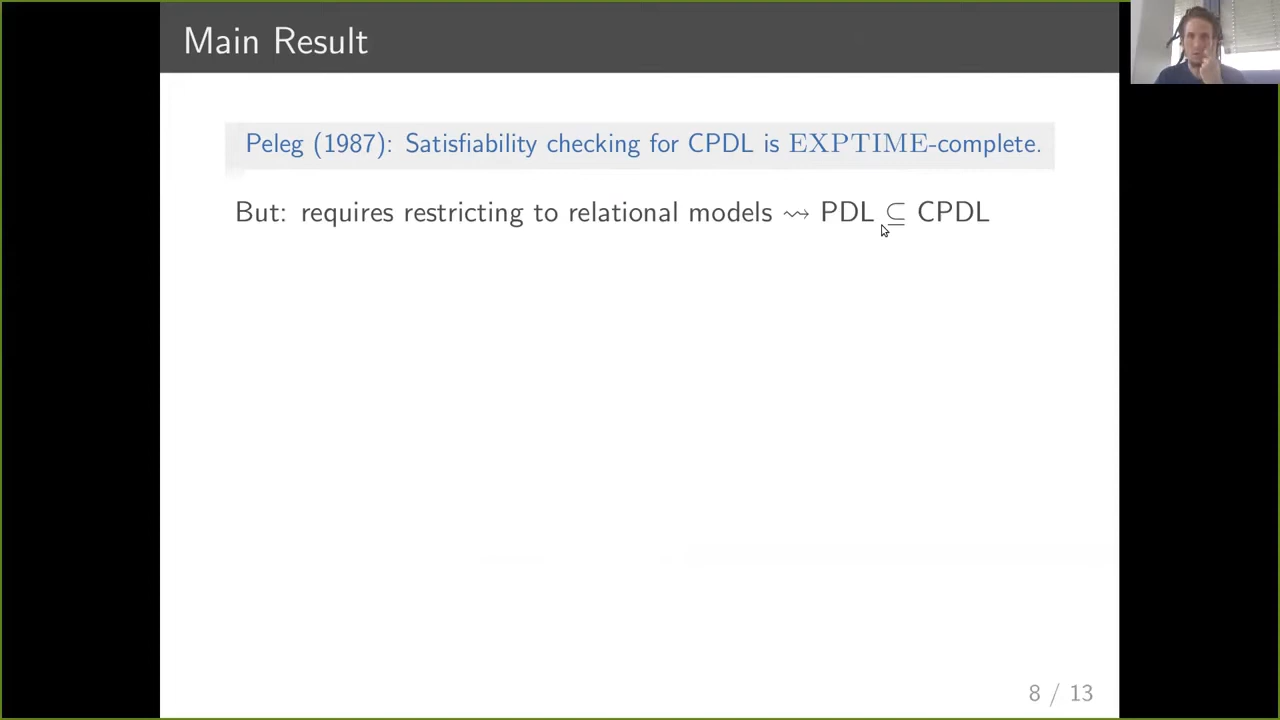 Main Result
Peleg (1987): Satisfiability checking for CPDL is EXPTIME-complete.
But: requires restricting to relational models ⇝ PDL ⊆ CPDL
8 / 13